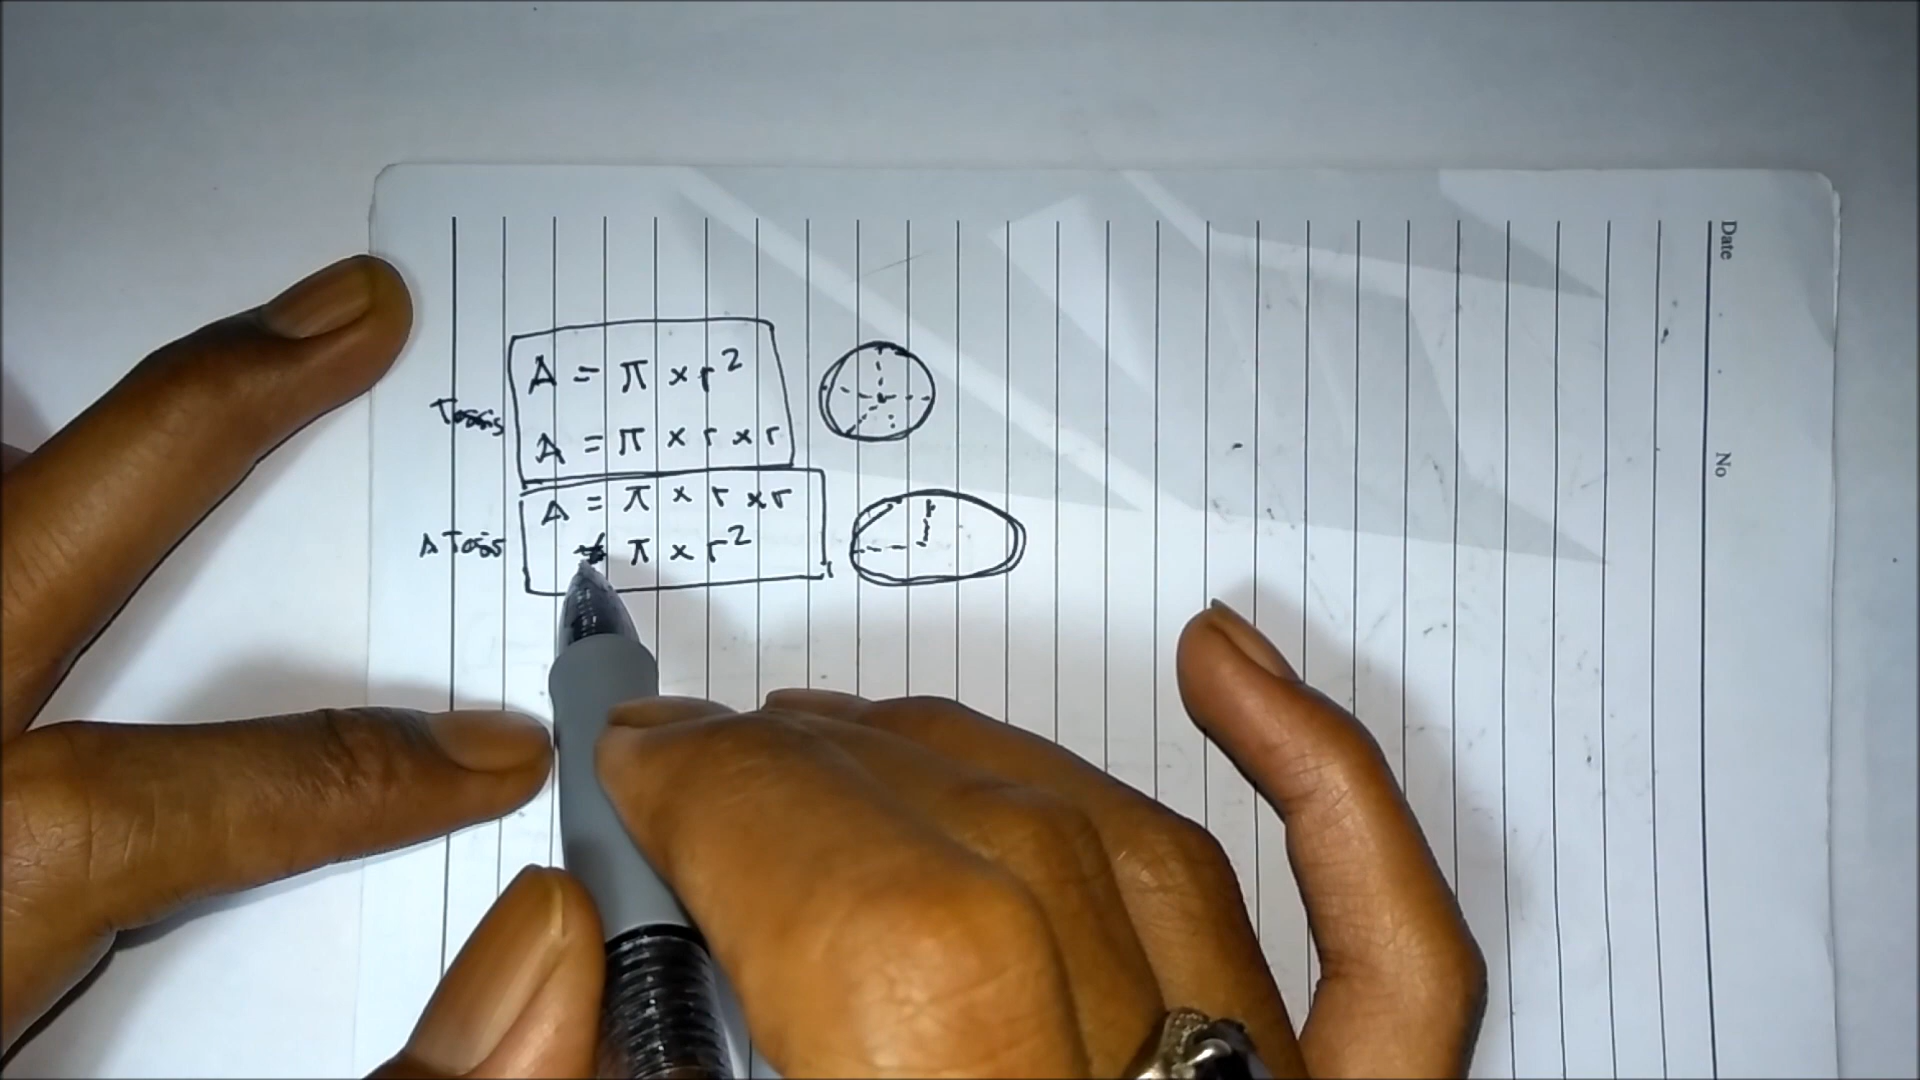 A = π × r²
A = π × r × r
A = π × r × r
≠ π × r²
Date
No